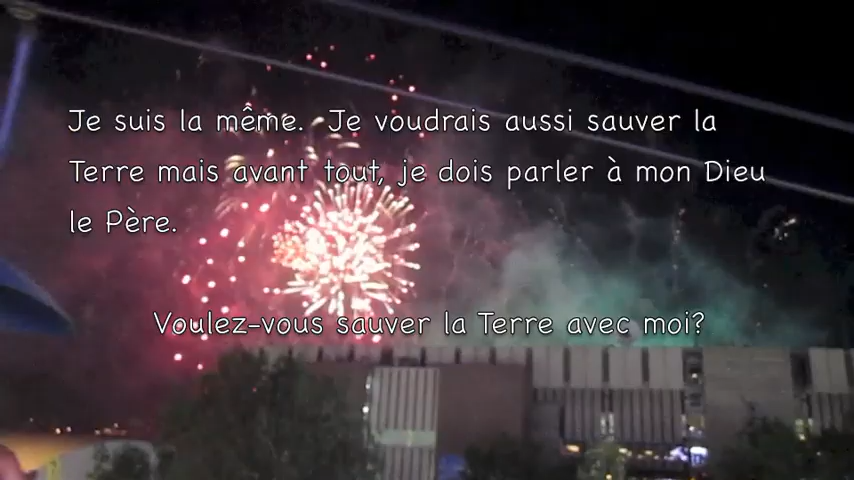 Je suis la même. Je voudrais aussi sauver la
Terre mais avant tout, je dois parler à mon Dieu
le Père.
Voulez-vous sauver la Terre avec moi?